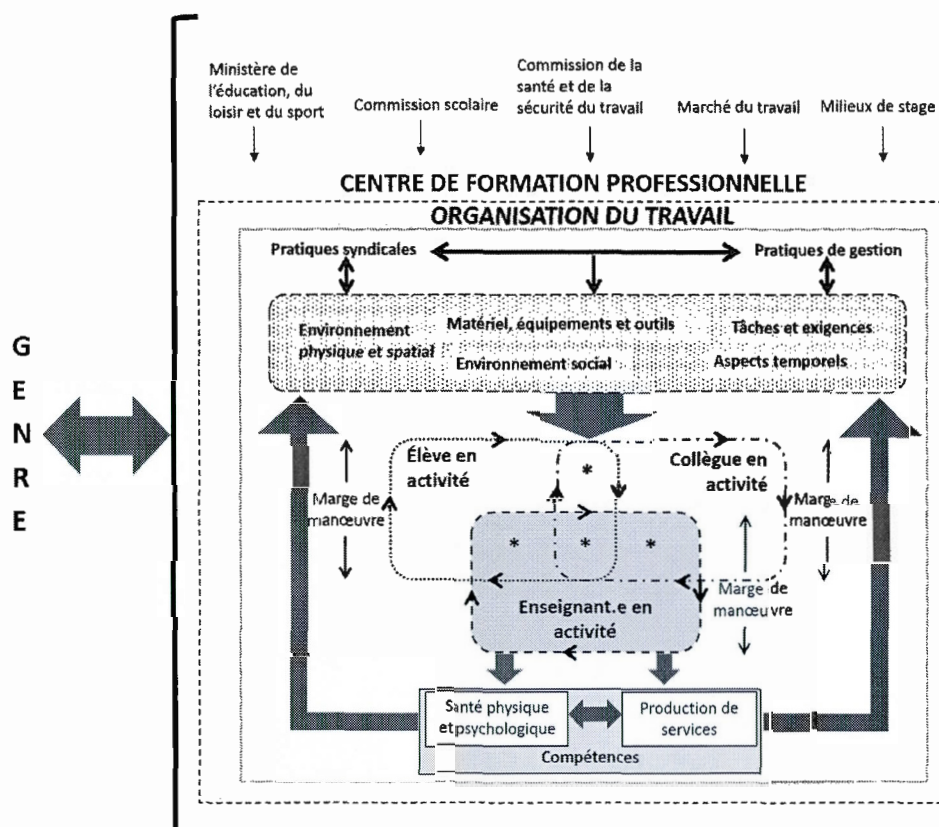 Ministère de
l'éducation, du
loisir et du sport
Commission scolaire
Commission de la
santé et de la
sécurité du travail
Marché du travail
Milieux de stage
CENTRE DE FORMATION PROFESSIONNELLE
ORGANISATION DU TRAVAIL
Pratiques syndicales
Pratiques de gestion
Environnement
physique et spatial
Matériel, équipements et outils
Environnement social
Tâches et exigences
Aspects temporels
G
E
N
R
E
Élève en
activité
*
Collègue en
activité
Marge de
manœuvre
Marge de
manœuvre
* * *
Enseignant.e en
activité
Marge de
manœuvre
Santé physique
et psychologique
Production de
services
Compétences